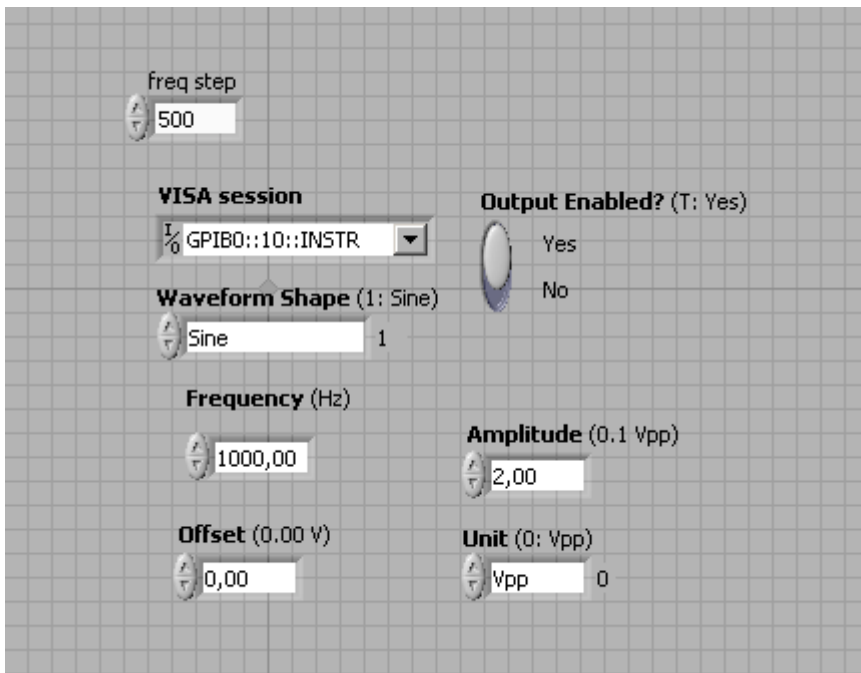 freq step
500
VISA session
GPIB0::10::INSTR
Output Enabled? (T: Yes)
Yes
No
Waveform Shape (1: Sine)
Sine 1
Frequency (Hz)
1000,00
Amplitude (0.1 Vpp)
2,00
Offset (0.00 V)
0,00
Unit (0: Vpp)
Vpp 0